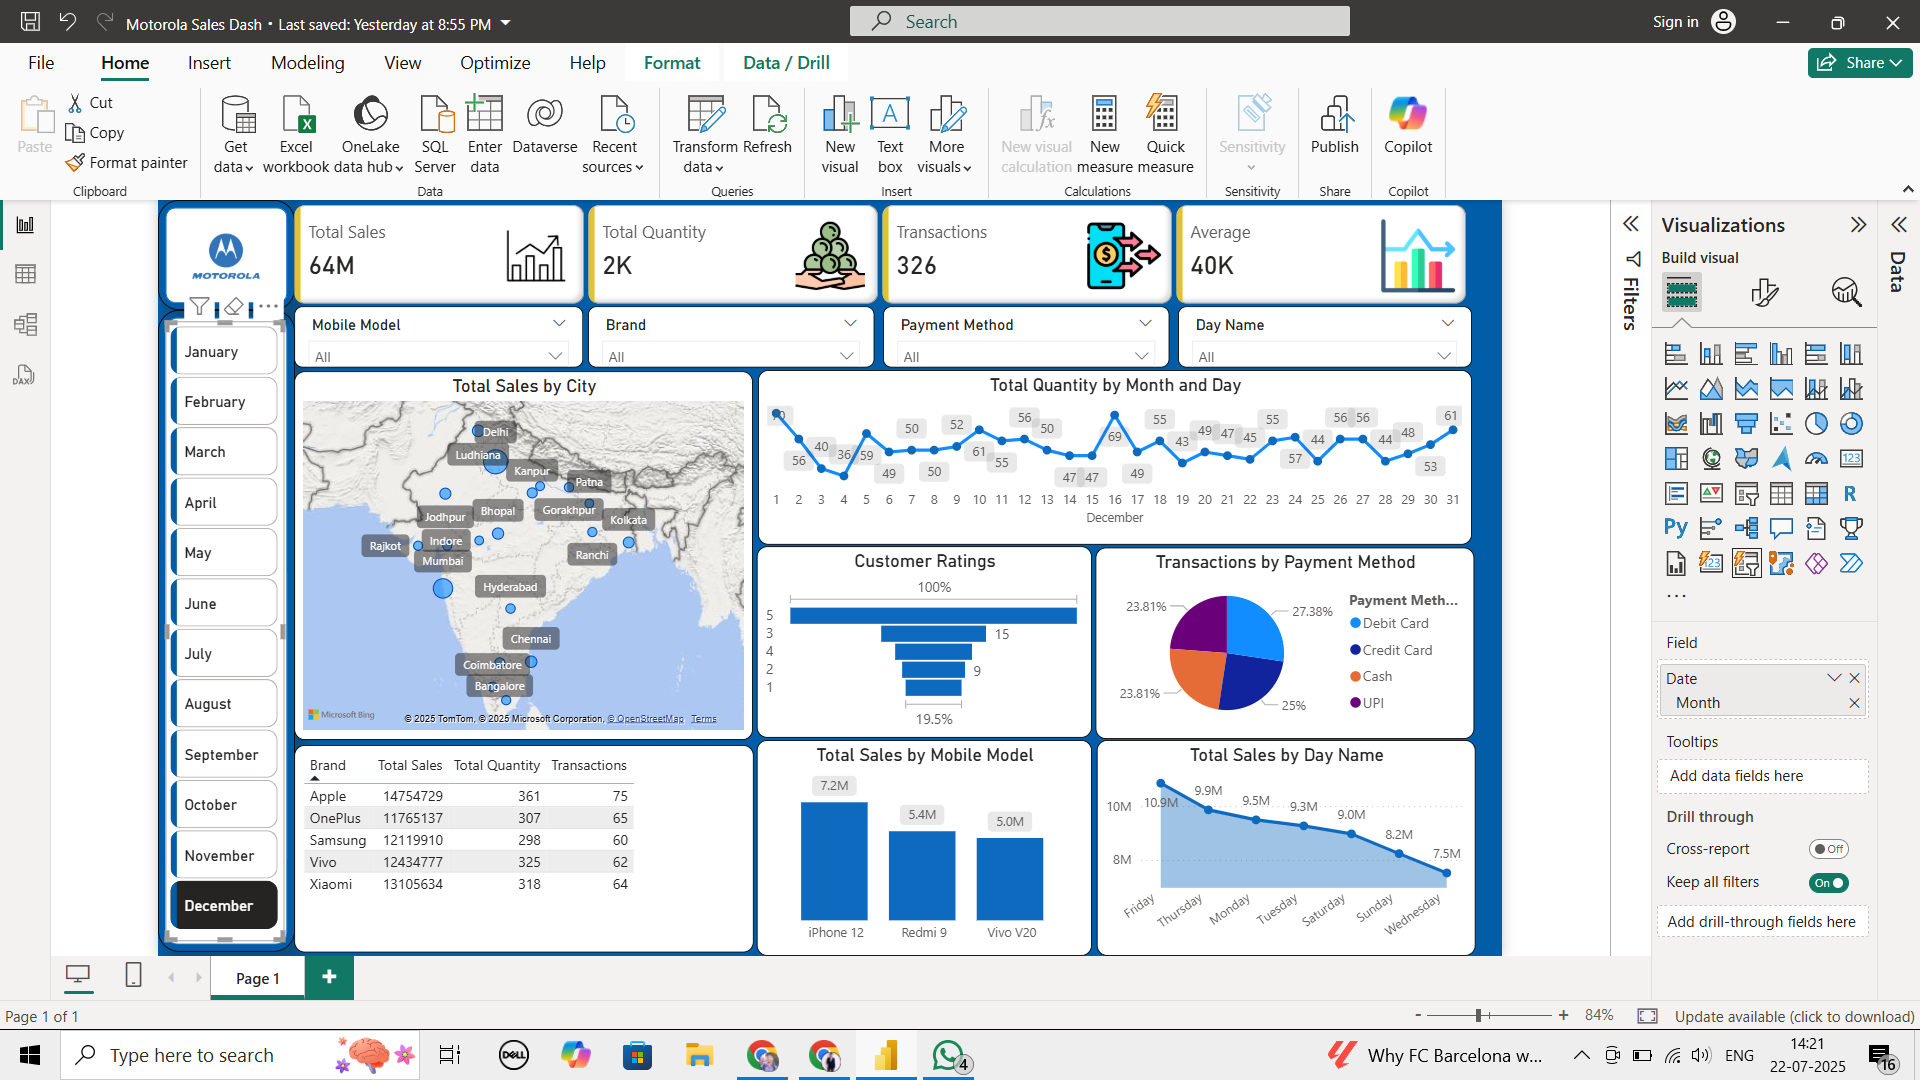 Motorola Sales Dash • Last saved: Yesterday at 8:55 PM
Search
Sign in
File
Home
Insert
Modeling
View
Optimize
Help
Format
Data / Drill
Share
Paste
Cut
Copy
Format painter
Clipboard
Get data
Excel workbook
OneLake data hub
SQL Server
Enter data
Dataverse
Recent sources
Data
Transform data
Refresh
Queries
New visual
Text box
More visuals
Insert
New visual calculation
New measure
Quick measure
Calculations
Sensitivity
Sensitivity
Publish
Share
Copilot
Copilot
MOTOROLA
Total Sales
64M
Total Quantity
2K
Transactions
326
Average
40K
Mobile Model
All
Brand
All
Payment Method
All
Day Name
All
January
February
March
April
May
June
July
August
September
October
November
December
Total Sales by City
Delhi
Ludhiana
Kanpur
Patna
Jodhpur
Bhopal
Gorakhpur
Kolkata
Rajkot
Indore
Mumbai
Ranchi
Hyderabad
Chennai
Coimbatore
Bangalore
Microsoft Bing
© 2025 TomTom, © 2025 Microsoft Corporation, © OpenStreetMap Terms
Total Quantity by Month and Day
56 40 36 59 49 50 50 52 61 55 56 50 47 47 69 49 55 43 49 47 45 55 57 44 56 56 44 48 53 61
1 2 3 4 5 6 7 8 9 10 11 12 13 14 15 16 17 18 19 20 21 22 23 24 25 26 27 28 29 30 31
December
Customer Ratings
100%
5
3 15
4
2 9
1
19.5%
Transactions by Payment Method
23.81%
27.38%
23.81%
25%
Payment Meth...
Debit Card
Credit Card
Cash
UPI
Brand Total Sales Total Quantity Transactions
Apple 14754729 361 75
OnePlus 11765137 307 65
Samsung 12119910 298 60
Vivo 12434777 325 62
Xiaomi 13105634 318 64
Total Sales by Mobile Model
7.2M
5.4M
5.0M
iPhone 12
Redmi 9
Vivo V20
Total Sales by Day Name
10M
8M
10.9M
9.9M
9.5M
9.3M
9.0M
8.2M
7.5M
Friday
Thursday
Monday
Tuesday
Saturday
Sunday
Wednesday
Filters
Visualizations
Build visual
123
R
Py
123
Field
Date
Month
Tooltips
Add data fields here
Drill through
Cross-report
Off
Keep all filters
On
Add drill-through fields here
Data
DAX
Page 1
Page 1 of 1
84%
Update available (click to download)
Type here to search
DELL
4
Why FC Barcelona w...
ENG
14:21
22-07-2025
16